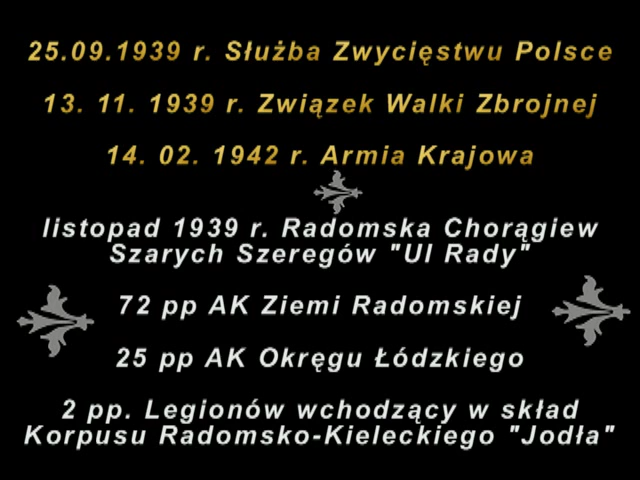 25.09.1939 r. Służba Zwycięstwu Polsce
13. 11. 1939 r. Związek Walki Zbrojnej
14. 02. 1942 r. Armia Krajowa
listopad 1939 r. Radomska Chorągiew
Szarych Szeregów "Ul Rady"
72 pp AK Ziemi Radomskiej
25 pp AK Okręgu Łódzkiego
2 pp. Legionów wchodzący w skład
Korpusu Radomsko-Kieleckiego "Jodła"